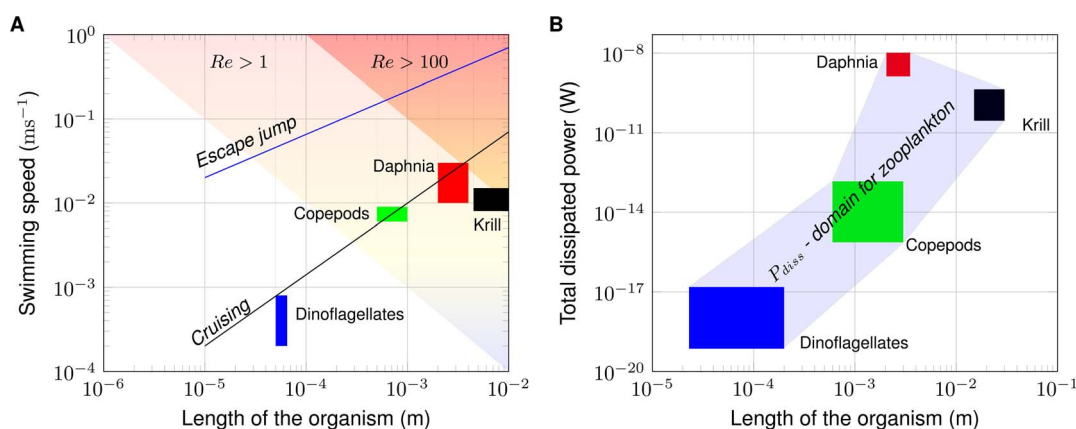 A
Swimming speed (ms⁻¹)
10⁰
10⁻¹
10⁻²
10⁻³
10⁻⁴
Re > 1
Re > 100
Escape jump
Daphnia
Copepods
Krill
Cruising
Dinoflagellates
10⁻⁶ 10⁻⁵ 10⁻⁴ 10⁻³ 10⁻²
Length of the organism (m)
B
Total dissipated power (W)
10⁻⁸
10⁻¹¹
10⁻¹⁴
10⁻¹⁷
10⁻²⁰
Daphnia
Krill
P_diss - domain for zooplankton
Copepods
Dinoflagellates
10⁻⁵ 10⁻⁴ 10⁻³ 10⁻² 10⁻¹
Length of the organism (m)